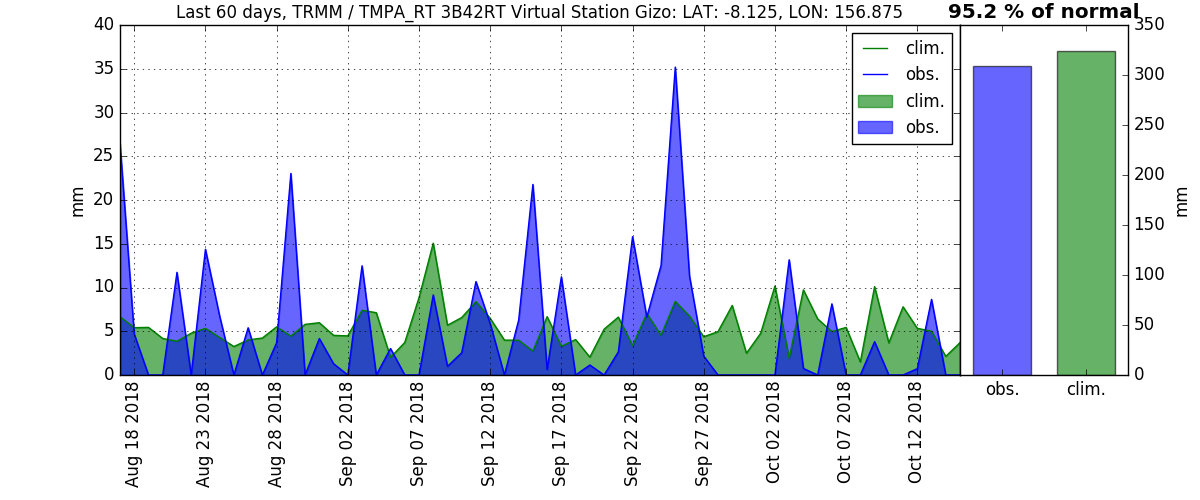 Last 60 days, TRMM / TMPA_RT 3B42RT Virtual Station Gizo: LAT: -8.125, LON: 156.875
95.2 % of normal
40
35
30
25
20
15
10
5
0
mm
clim.
obs.
clim.
obs.
350
300
250
200
150
100
50
0
mm
Aug 18 2018
Aug 23 2018
Aug 28 2018
Sep 02 2018
Sep 07 2018
Sep 12 2018
Sep 17 2018
Sep 22 2018
Sep 27 2018
Oct 02 2018
Oct 07 2018
Oct 12 2018
obs.
clim.